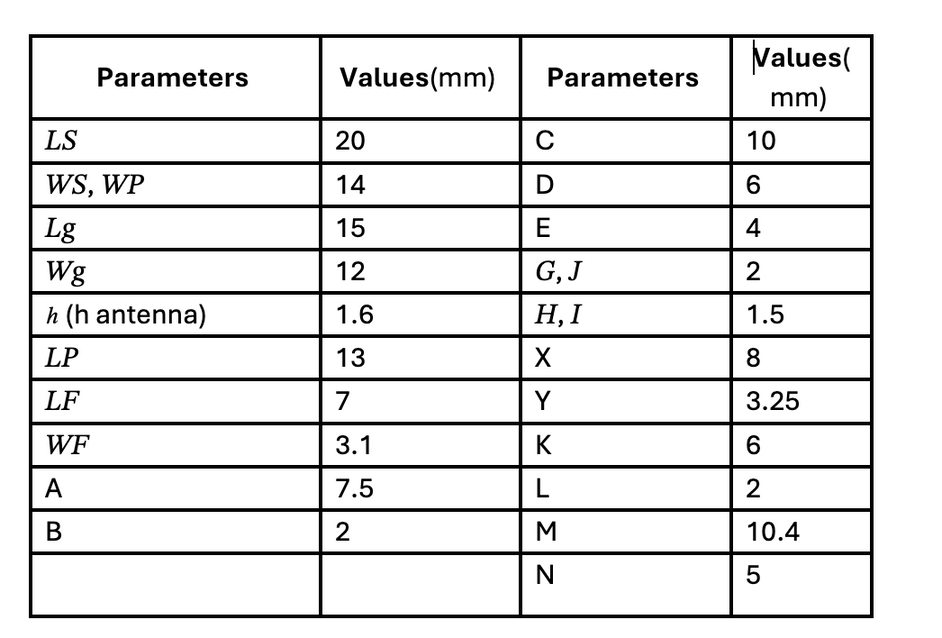 Parameters Values(mm) Parameters Values(
mm)
LS 20 C 10
WS, WP 14 D 6
Lg 15 E 4
Wg 12 G, J 2
h (h antenna) 1.6 H, I 1.5
LP 13 X 8
LF 7 Y 3.25
WF 3.1 K 6
A 7.5 L 2
B 2 M 10.4
N 5